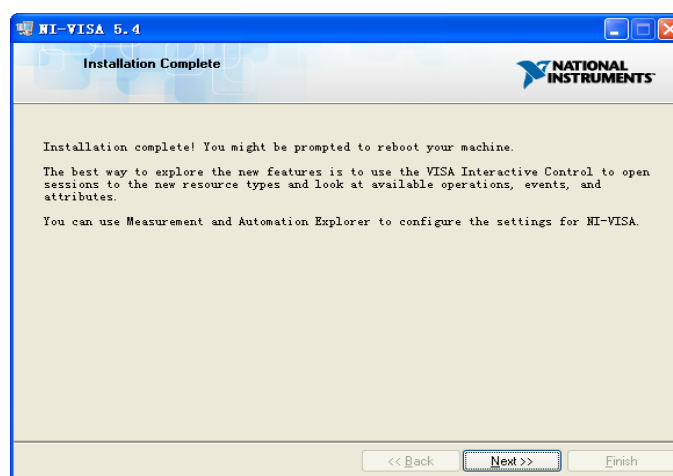 NI-VISA 5.4
Installation Complete
NATIONAL
INSTRUMENTS
Installation complete! You might be prompted to reboot your machine.
The best way to explore the new features is to use the VISA Interactive Control to open
sessions to the new resource types and look at available operations, events, and
attributes.
You can use Measurement and Automation Explorer to configure the settings for NI-VISA.
<< Back
Next >>
Finish